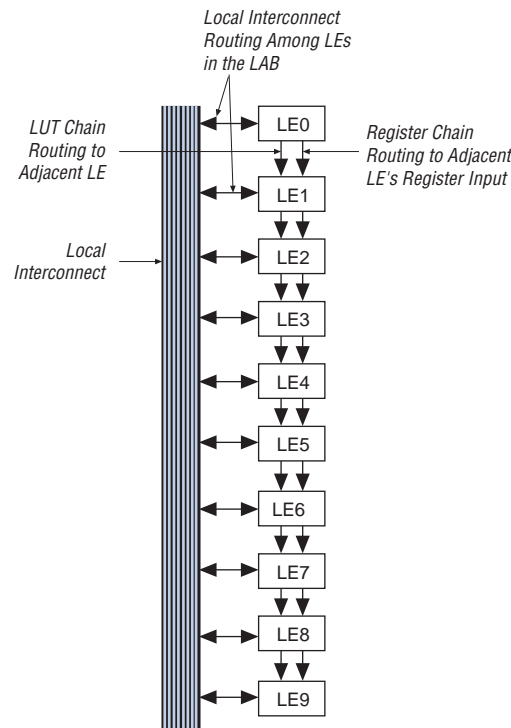 Local Interconnect
Routing Among LEs
in the LAB
LUT Chain
Routing to
Adjacent LE
Register Chain
Routing to Adjacent
LE's Register Input
Local
Interconnect
LE0
LE1
LE2
LE3
LE4
LE5
LE6
LE7
LE8
LE9